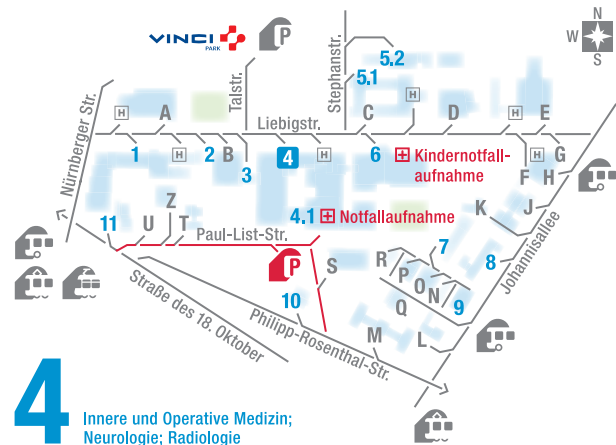 N
W
S
VINCI
PARK
P
5.2
5.1
Stephanstr.
Talstr.
Nürnberger Str.
H
A
C
H
D
H
E
Liebigstr.
1
H
2
B
3
4
H
6
Kindernotfall-
aufnahme
F
H
H
G
Z
11
U
T
4.1
Notfallaufnahme
Paul-List-Str.
P
S
K
J
Johannisallee
7
8
R
P
O
N
9
Q
10
M
L
Straße des 18. Oktober
Philipp-Rosenthal-Str.
4
Innere und Operative Medizin;
Neurologie; Radiologie